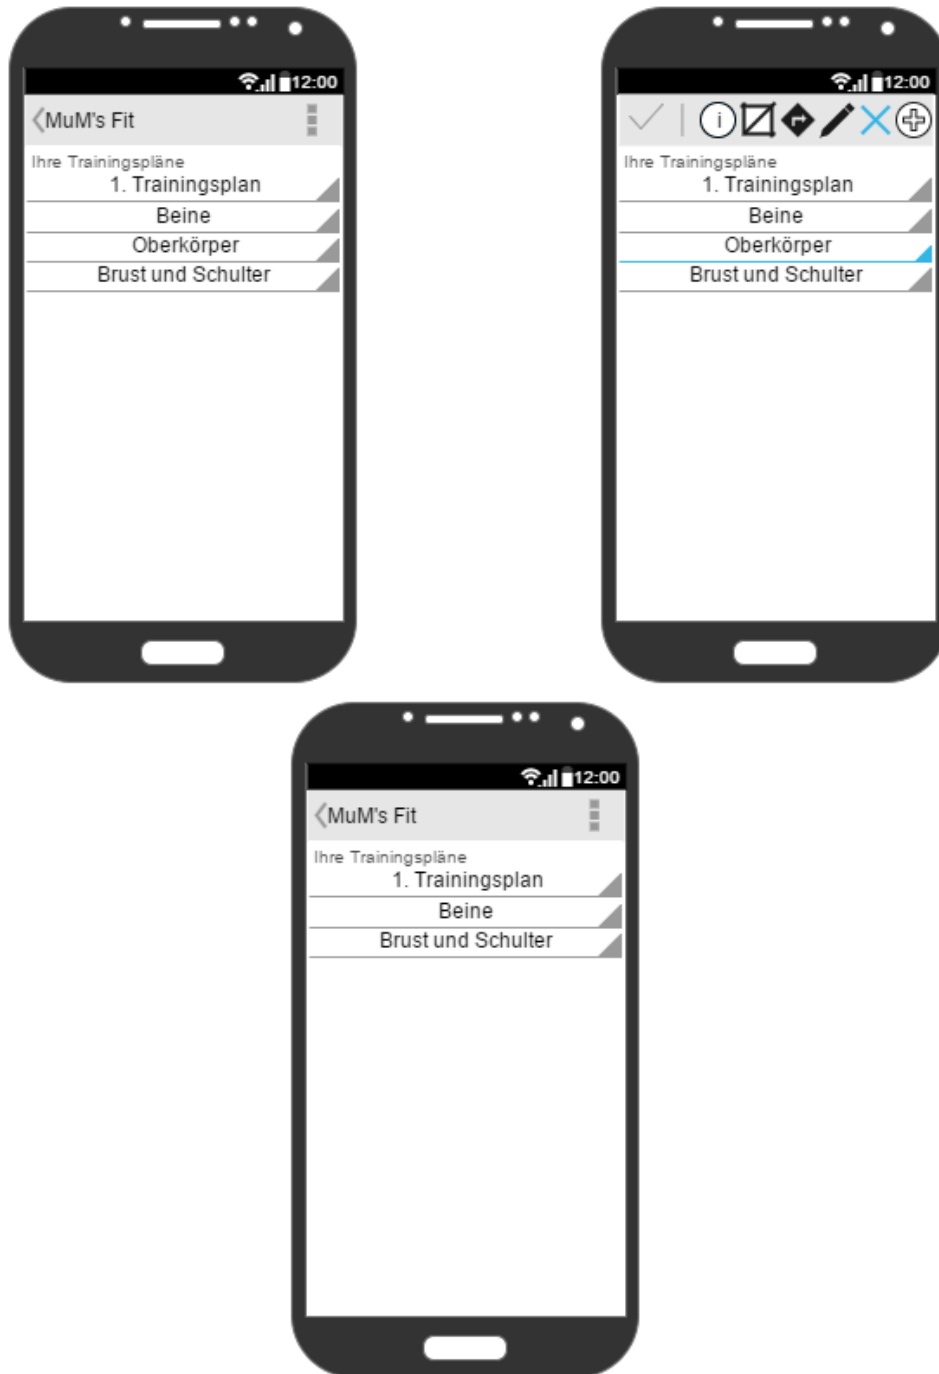 12:00
MuM's Fit
Ihre Trainingspläne
1. Trainingsplan
Beine
Oberkörper
Brust und Schulter
12:00
i
Ihre Trainingspläne
1. Trainingsplan
Beine
Oberkörper
Brust und Schulter
12:00
MuM's Fit
Ihre Trainingspläne
1. Trainingsplan
Beine
Brust und Schulter